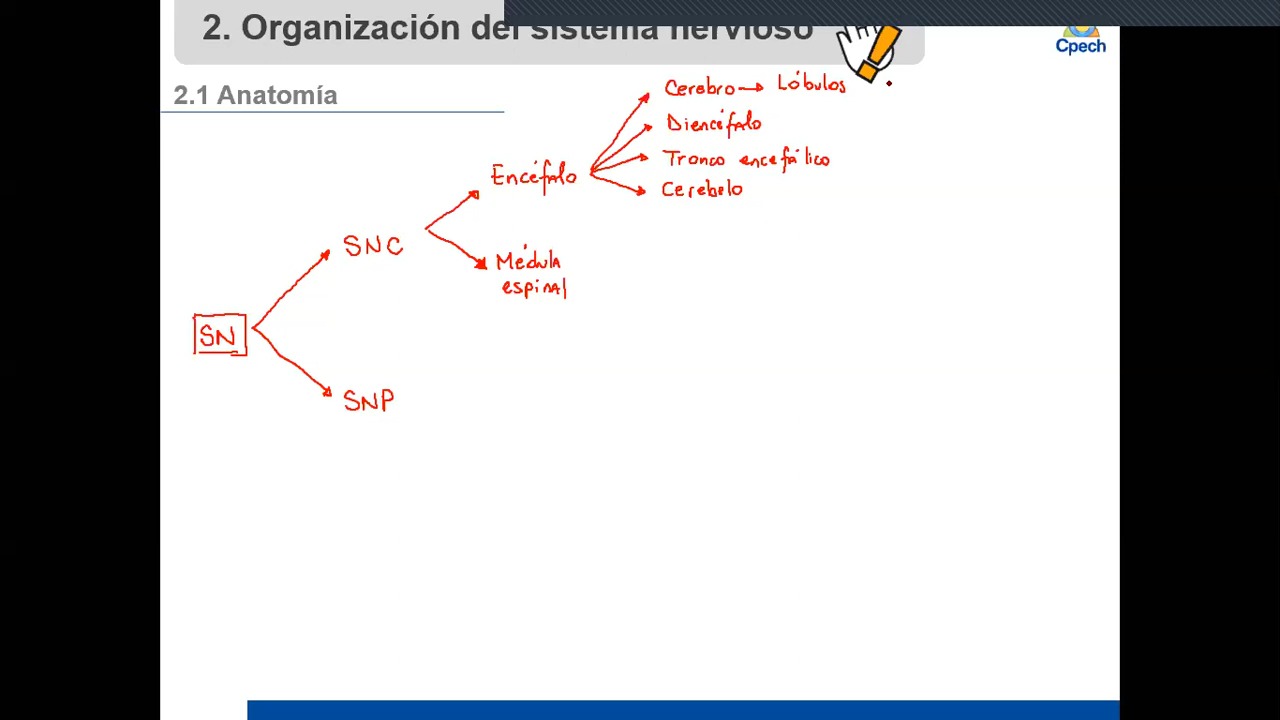 2. Organización del sistema nervioso
Cpech
2.1 Anatomía
Cerebro → Lóbulos
Diencéfalo
Tronco encefálico
Cerebelo
Encéfalo
SNC
Médula
espinal
SN
SNP